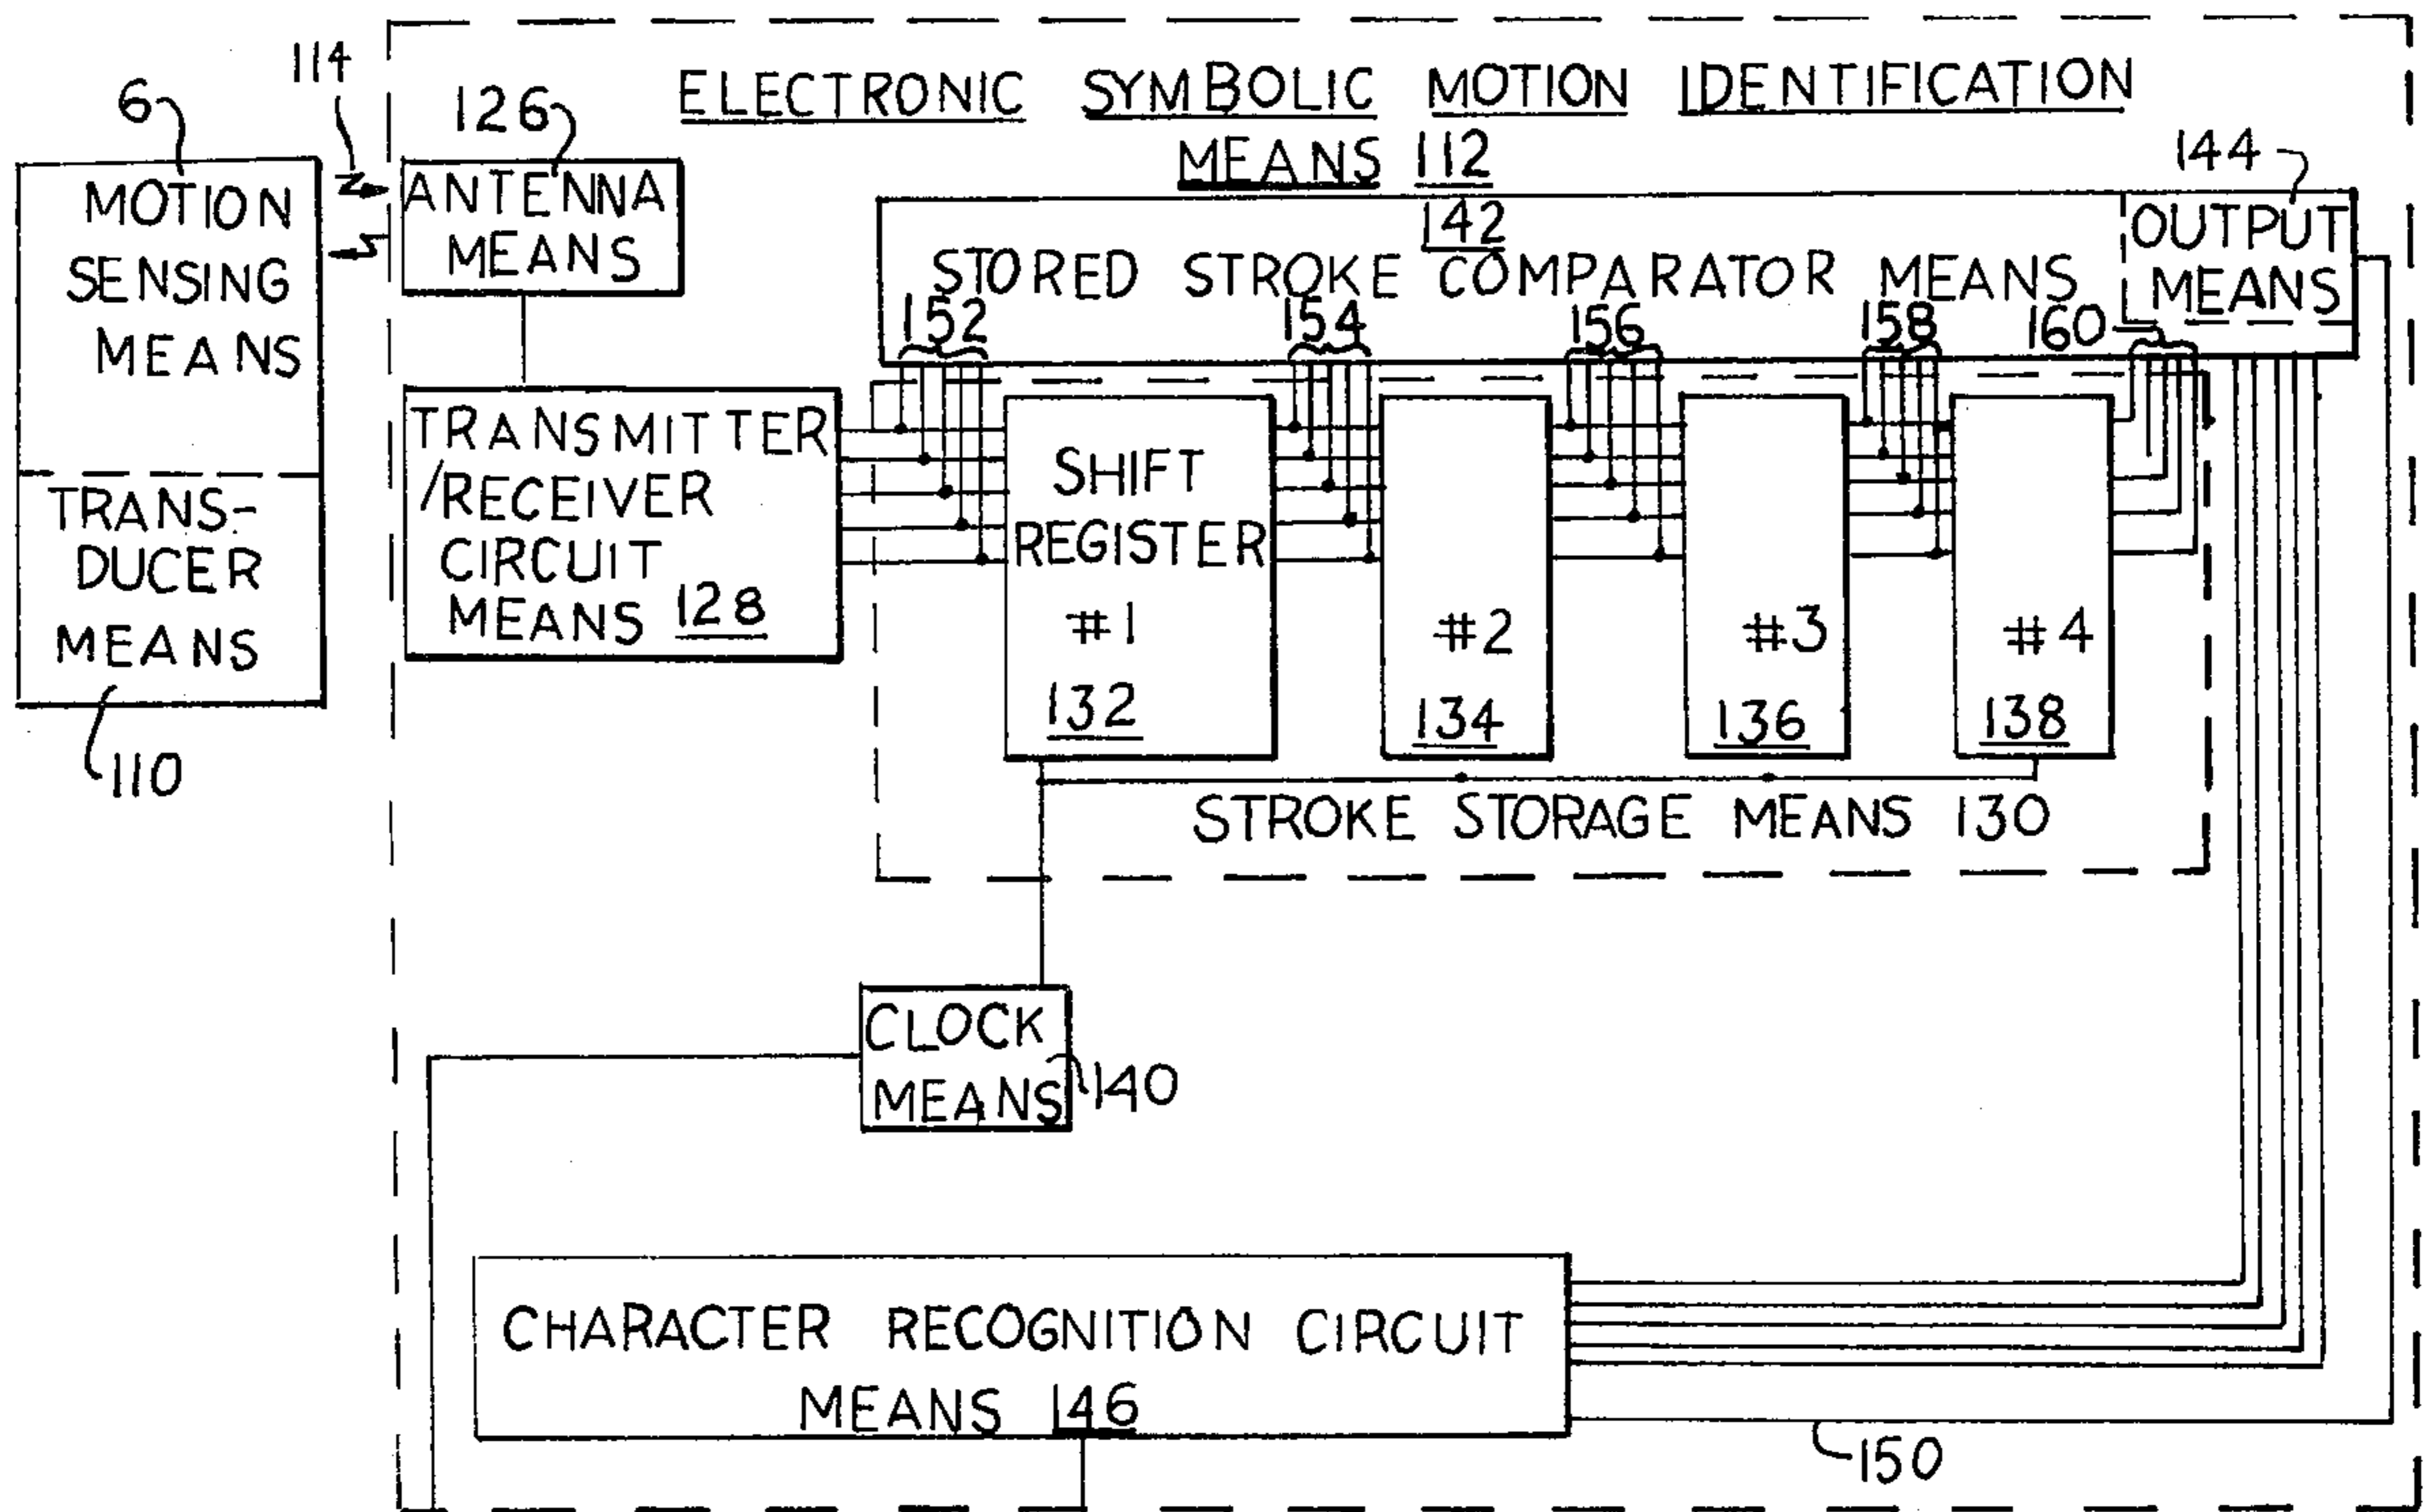 114
6
126
ELECTRONIC SYMBOLIC MOTION IDENTIFICATION
MEANS 112
144
MOTION
SENSING
MEANS
TRANS-
DUCER
MEANS
110
ANTENNA
MEANS
142
STORED STROKE COMPARATOR MEANS
OUTPUT
MEANS
152
154
156
158
160
TRANSMITTER
/RECEIVER
CIRCUIT
MEANS 128
SHIFT
REGISTER
#1
132
#2
134
#3
136
#4
138
STROKE STORAGE MEANS 130
CLOCK
MEANS
140
CHARACTER RECOGNITION CIRCUIT
MEANS 146
150